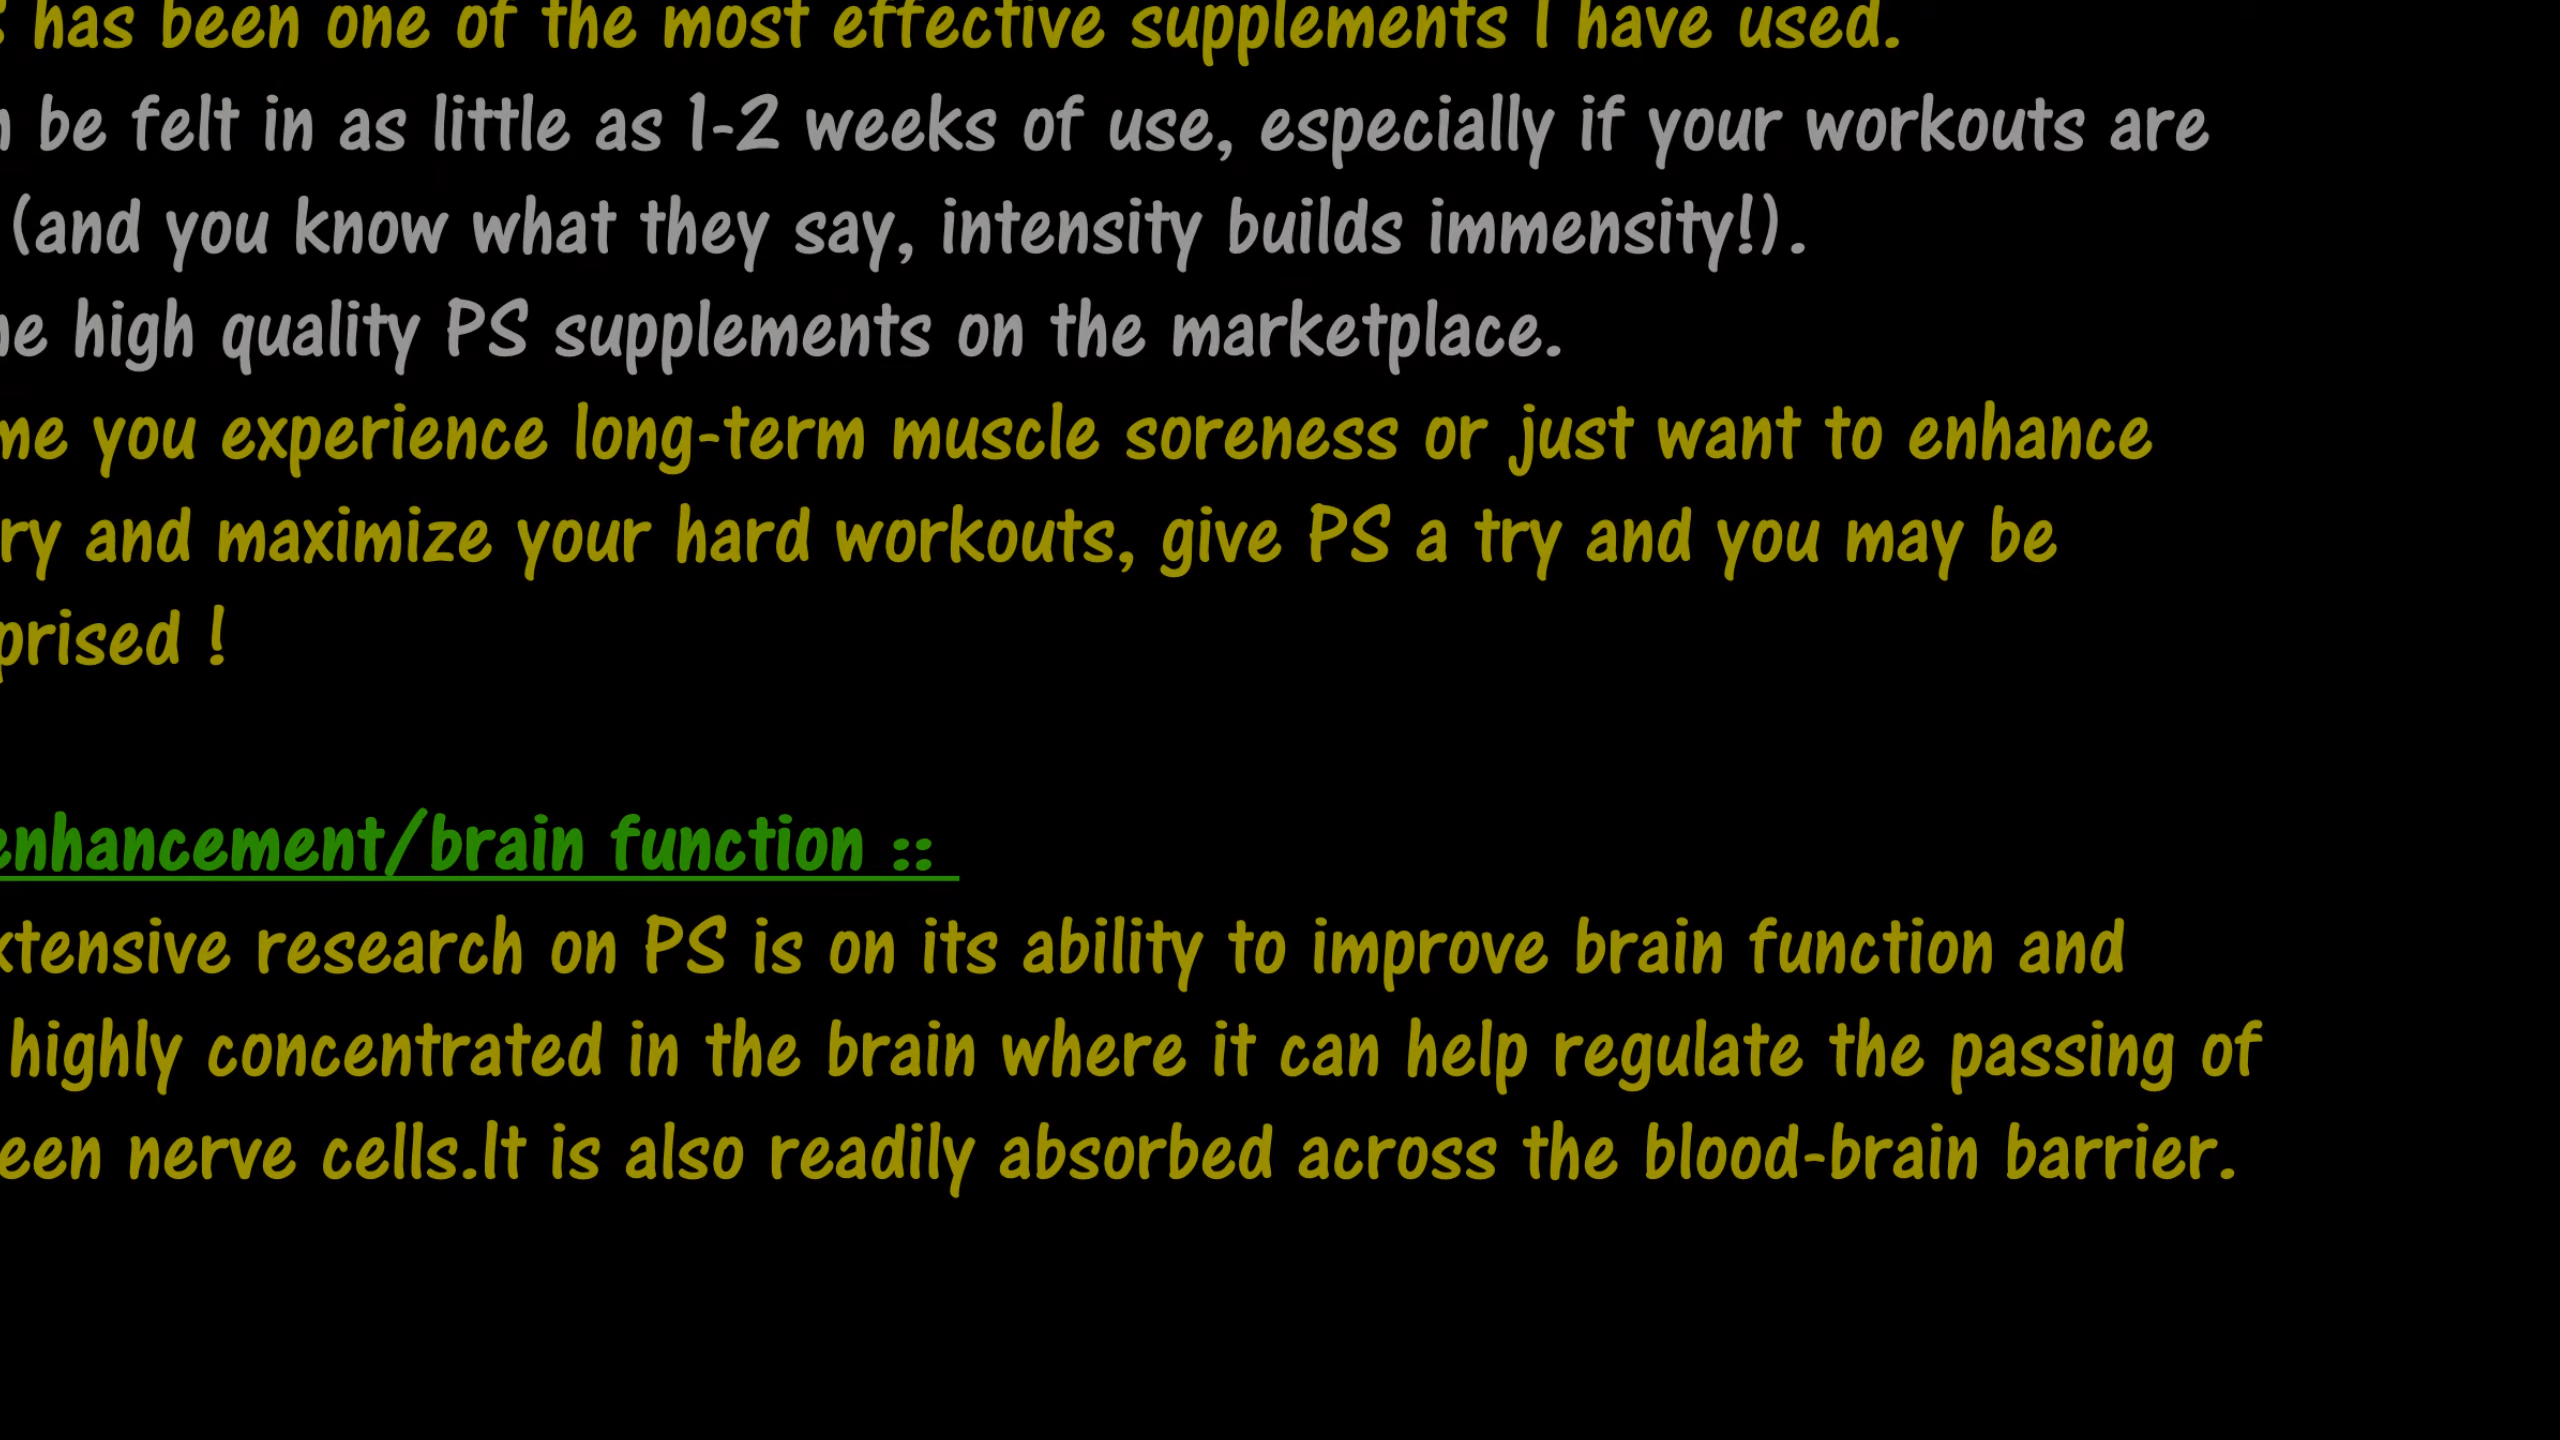 has been one of the most effective supplements I have used.
be felt in as little as 1-2 weeks of use, especially if your workouts are
(and you know what they say, intensity builds immensity!).
high quality PS supplements on the marketplace.
you experience long-term muscle soreness or just want to enhance
and maximize your hard workouts, give PS a try and you may be
prised !
enhancement/brain function ::
xtensive research on PS is on its ability to improve brain function and
highly concentrated in the brain where it can help regulate the passing of
een nerve cells.It is also readily absorbed across the blood-brain barrier.